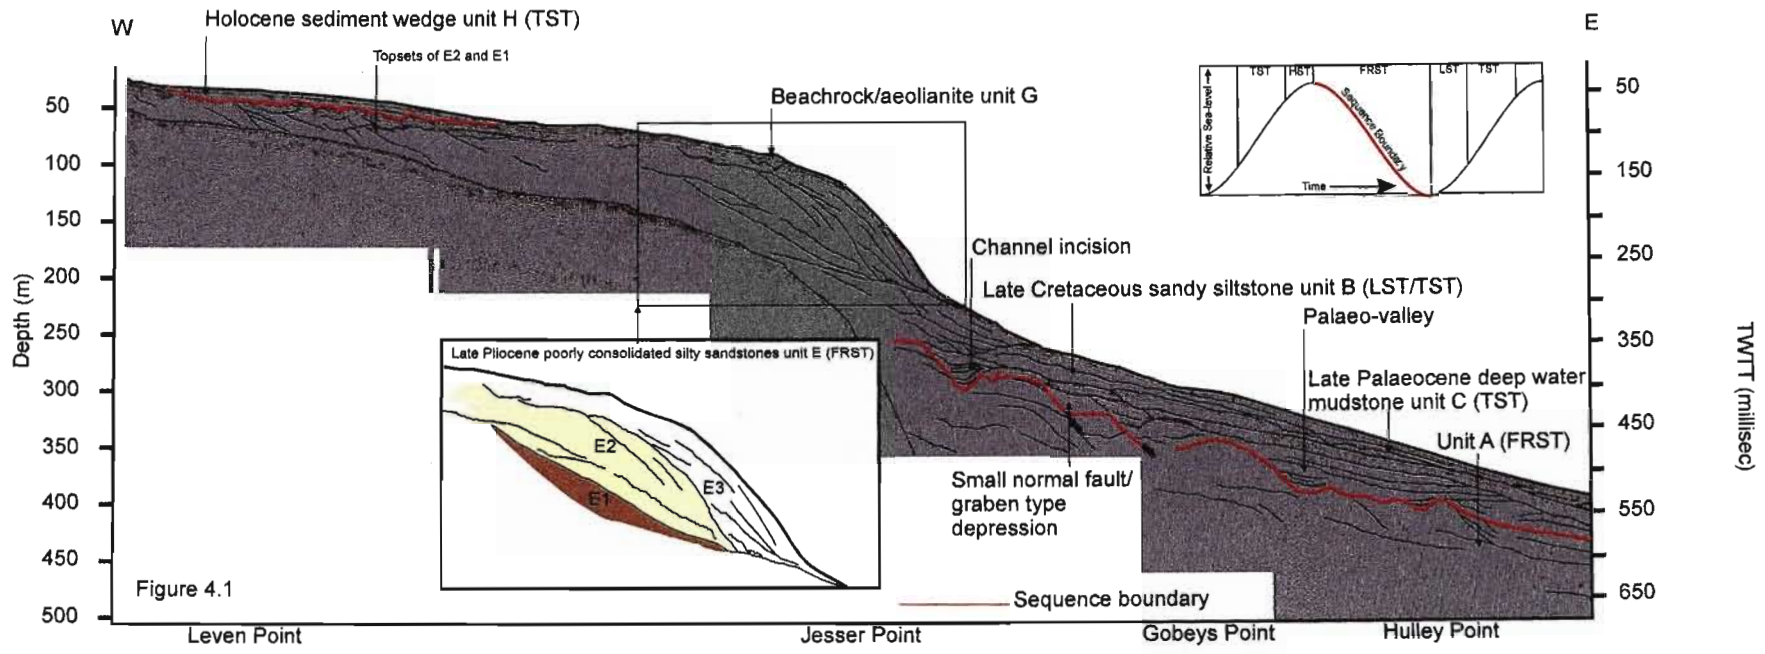 W
Holocene sediment wedge unit H (TST)
E
Topsets of E2 and E1
Beachrock/aeolianite unit G
TST
HST
FRST
LST
TST
Relative Sea-level
Sequence Boundary
Time
Channel incision
Late Cretaceous sandy siltstone unit B (LST/TST)
Palaeo-valley
Late Palaeocene deep water
mudstone unit C (TST)
Unit A (FRST)
Late Pliocene poorly consolidated silty sandstones unit E (FRST)
E2
E3
E1
Small normal fault/
graben type
depression
Depth (m)
50
100
150
200
250
300
350
400
450
500
TWTT (millisec)
50
150
250
350
450
550
650
Figure 4.1
Sequence boundary
Leven Point
Jesser Point
Gobeys Point
Hulley Point